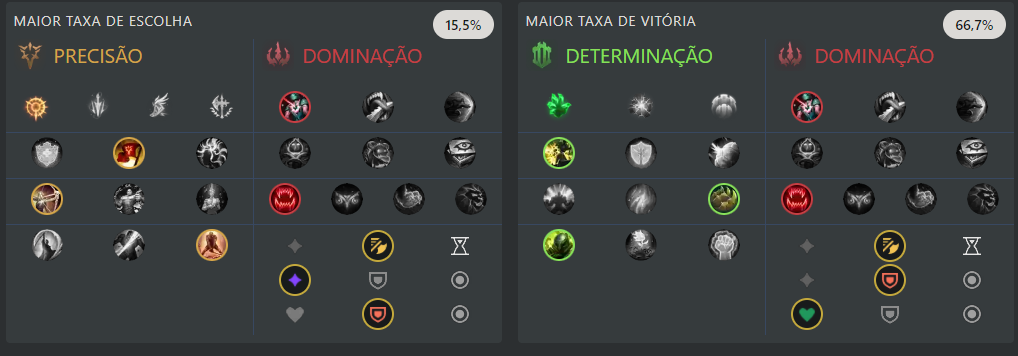 MAIOR TAXA DE ESCOLHA
15,5%
PRECISÃO
DOMINAÇÃO
MAIOR TAXA DE VITÓRIA
66,7%
DETERMINAÇÃO
DOMINAÇÃO